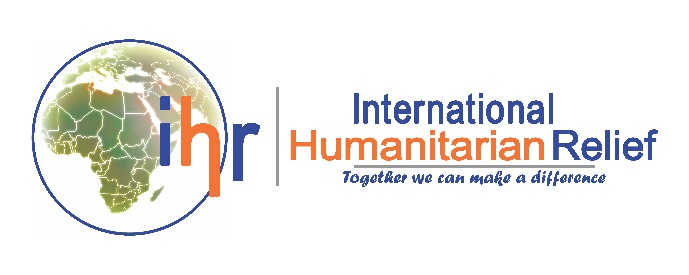 ihr
International
Humanitarian Relief
Together we can make a difference